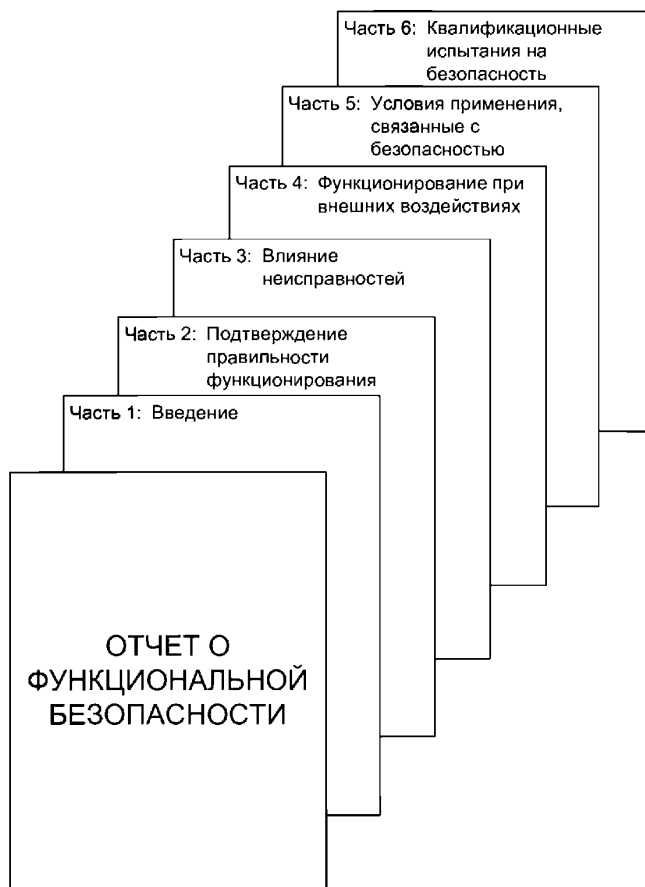 Часть 6: Квалификационные
испытания на
безопасность
Часть 5: Условия применения,
связанные с
безопасностью
Часть 4: Функционирование при
внешних воздействиях
Часть 3: Влияние
неисправностей
Часть 2: Подтверждение
правильности
функционирования
Часть 1: Введение
ОТЧЕТ О
ФУНКЦИОНАЛЬНОЙ
БЕЗОПАСНОСТИ